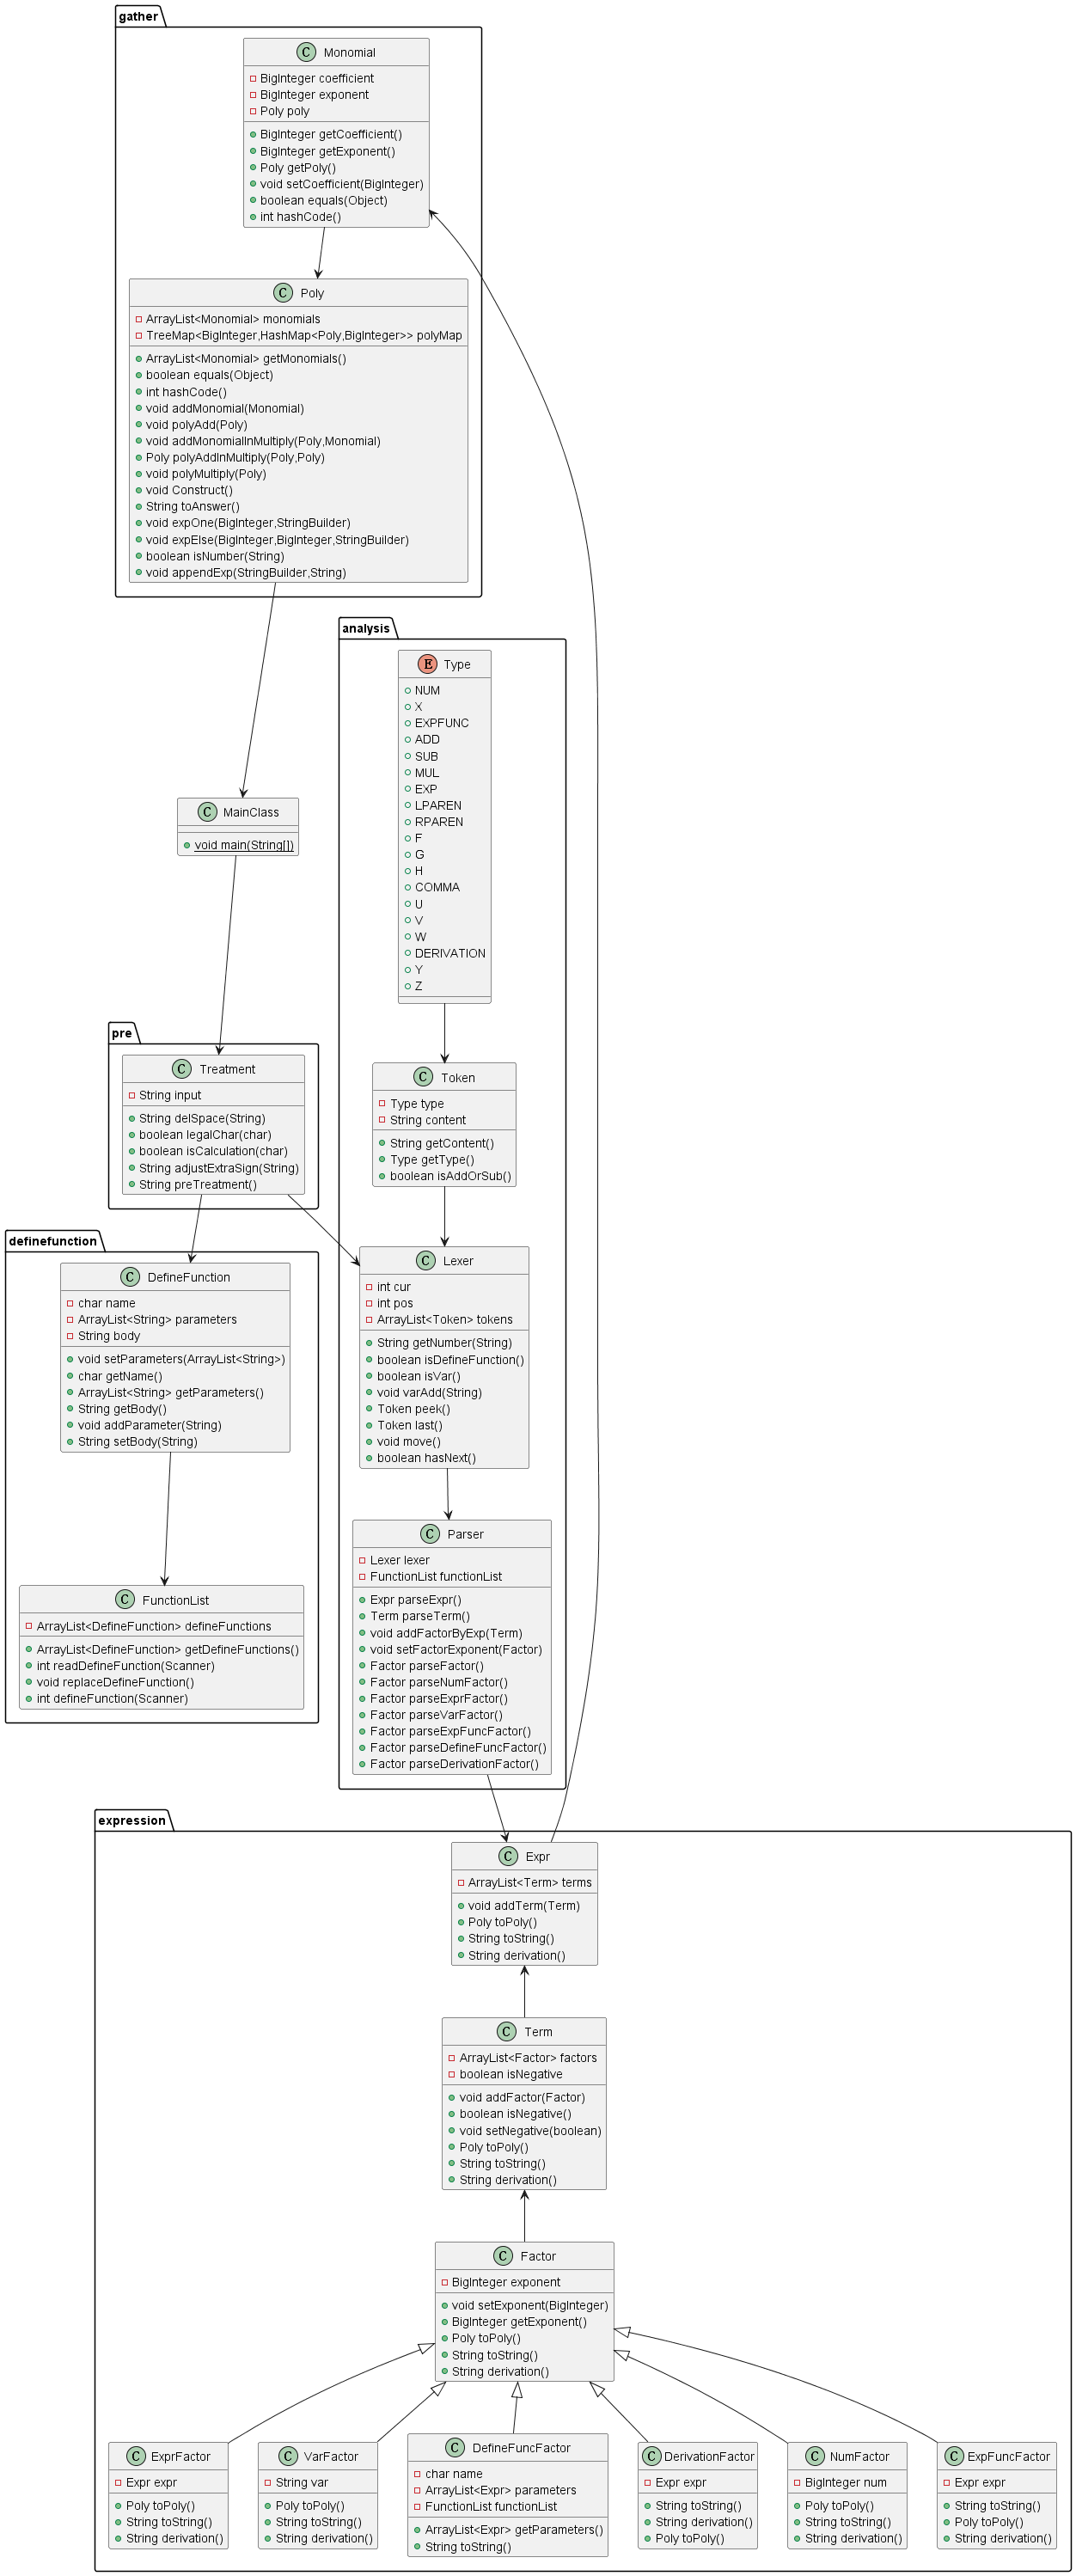 gather
C Monomial
BigInteger coefficient
BigInteger exponent
Poly poly
BigInteger getCoefficient()
BigInteger getExponent()
Poly getPoly()
void setCoefficient(BigInteger)
boolean equals(Object)
int hashCode()
C Poly
ArrayList<Monomial> monomials
TreeMap<BigInteger,HashMap<Poly,BigInteger>> polyMap
ArrayList<Monomial> getMonomials()
boolean equals(Object)
int hashCode()
void addMonomial(Monomial)
void polyAdd(Poly)
void addMonomialInMultiply(Poly,Monomial)
Poly polyAddInMultiply(Poly,Poly)
void polyMultiply(Poly)
void Construct()
String toAnswer()
void expOne(BigInteger,StringBuilder)
void expElse(BigInteger,BigInteger,StringBuilder)
boolean isNumber(String)
void appendExp(StringBuilder,String)
analysis
E Type
NUM
X
EXPFUNC
ADD
SUB
MUL
EXP
LPAREN
RPAREN
F
G
H
COMMA
U
V
W
DERIVATION
Y
Z
C MainClass
void main(String[])
pre
C Treatment
String input
String delSpace(String)
boolean legalChar(char)
boolean isCalculation(char)
String adjustExtraSign(String)
String preTreatment()
C Token
Type type
String content
String getContent()
Type getType()
boolean isAddOrSub()
definefunction
C DefineFunction
char name
ArrayList<String> parameters
String body
void setParameters(ArrayList<String>)
char getName()
ArrayList<String> getParameters()
String getBody()
void addParameter(String)
String setBody(String)
C Lexer
int cur
int pos
ArrayList<Token> tokens
String getNumber(String)
boolean isDefineFunction()
boolean isVar()
void varAdd(String)
Token peek()
Token last()
void move()
boolean hasNext()
C FunctionList
ArrayList<DefineFunction> defineFunctions
ArrayList<DefineFunction> getDefineFunctions()
int readDefineFunction(Scanner)
void replaceDefineFunction()
int defineFunction(Scanner)
C Parser
Lexer lexer
FunctionList functionList
Expr parseExpr()
Term parseTerm()
void addFactorByExp(Term)
void setFactorExponent(Factor)
Factor parseFactor()
Factor parseNumFactor()
Factor parseExprFactor()
Factor parseVarFactor()
Factor parseExpFuncFactor()
Factor parseDefineFuncFactor()
Factor parseDerivationFactor()
expression
C Expr
ArrayList<Term> terms
void addTerm(Term)
Poly toPoly()
String toString()
String derivation()
C Term
ArrayList<Factor> factors
boolean isNegative
void addFactor(Factor)
boolean isNegative()
void setNegative(boolean)
Poly toPoly()
String toString()
String derivation()
C Factor
BigInteger exponent
void setExponent(BigInteger)
BigInteger getExponent()
Poly toPoly()
String toString()
String derivation()
C ExprFactor
Expr expr
Poly toPoly()
String toString()
String derivation()
C VarFactor
String var
Poly toPoly()
String toString()
String derivation()
C DefineFuncFactor
char name
ArrayList<Expr> parameters
FunctionList functionList
ArrayList<Expr> getParameters()
String toString()
C DerivationFactor
Expr expr
String toString()
String derivation()
Poly toPoly()
C NumFactor
BigInteger num
Poly toPoly()
String toString()
String derivation()
C ExpFuncFactor
Expr expr
String toString()
Poly toPoly()
String derivation()